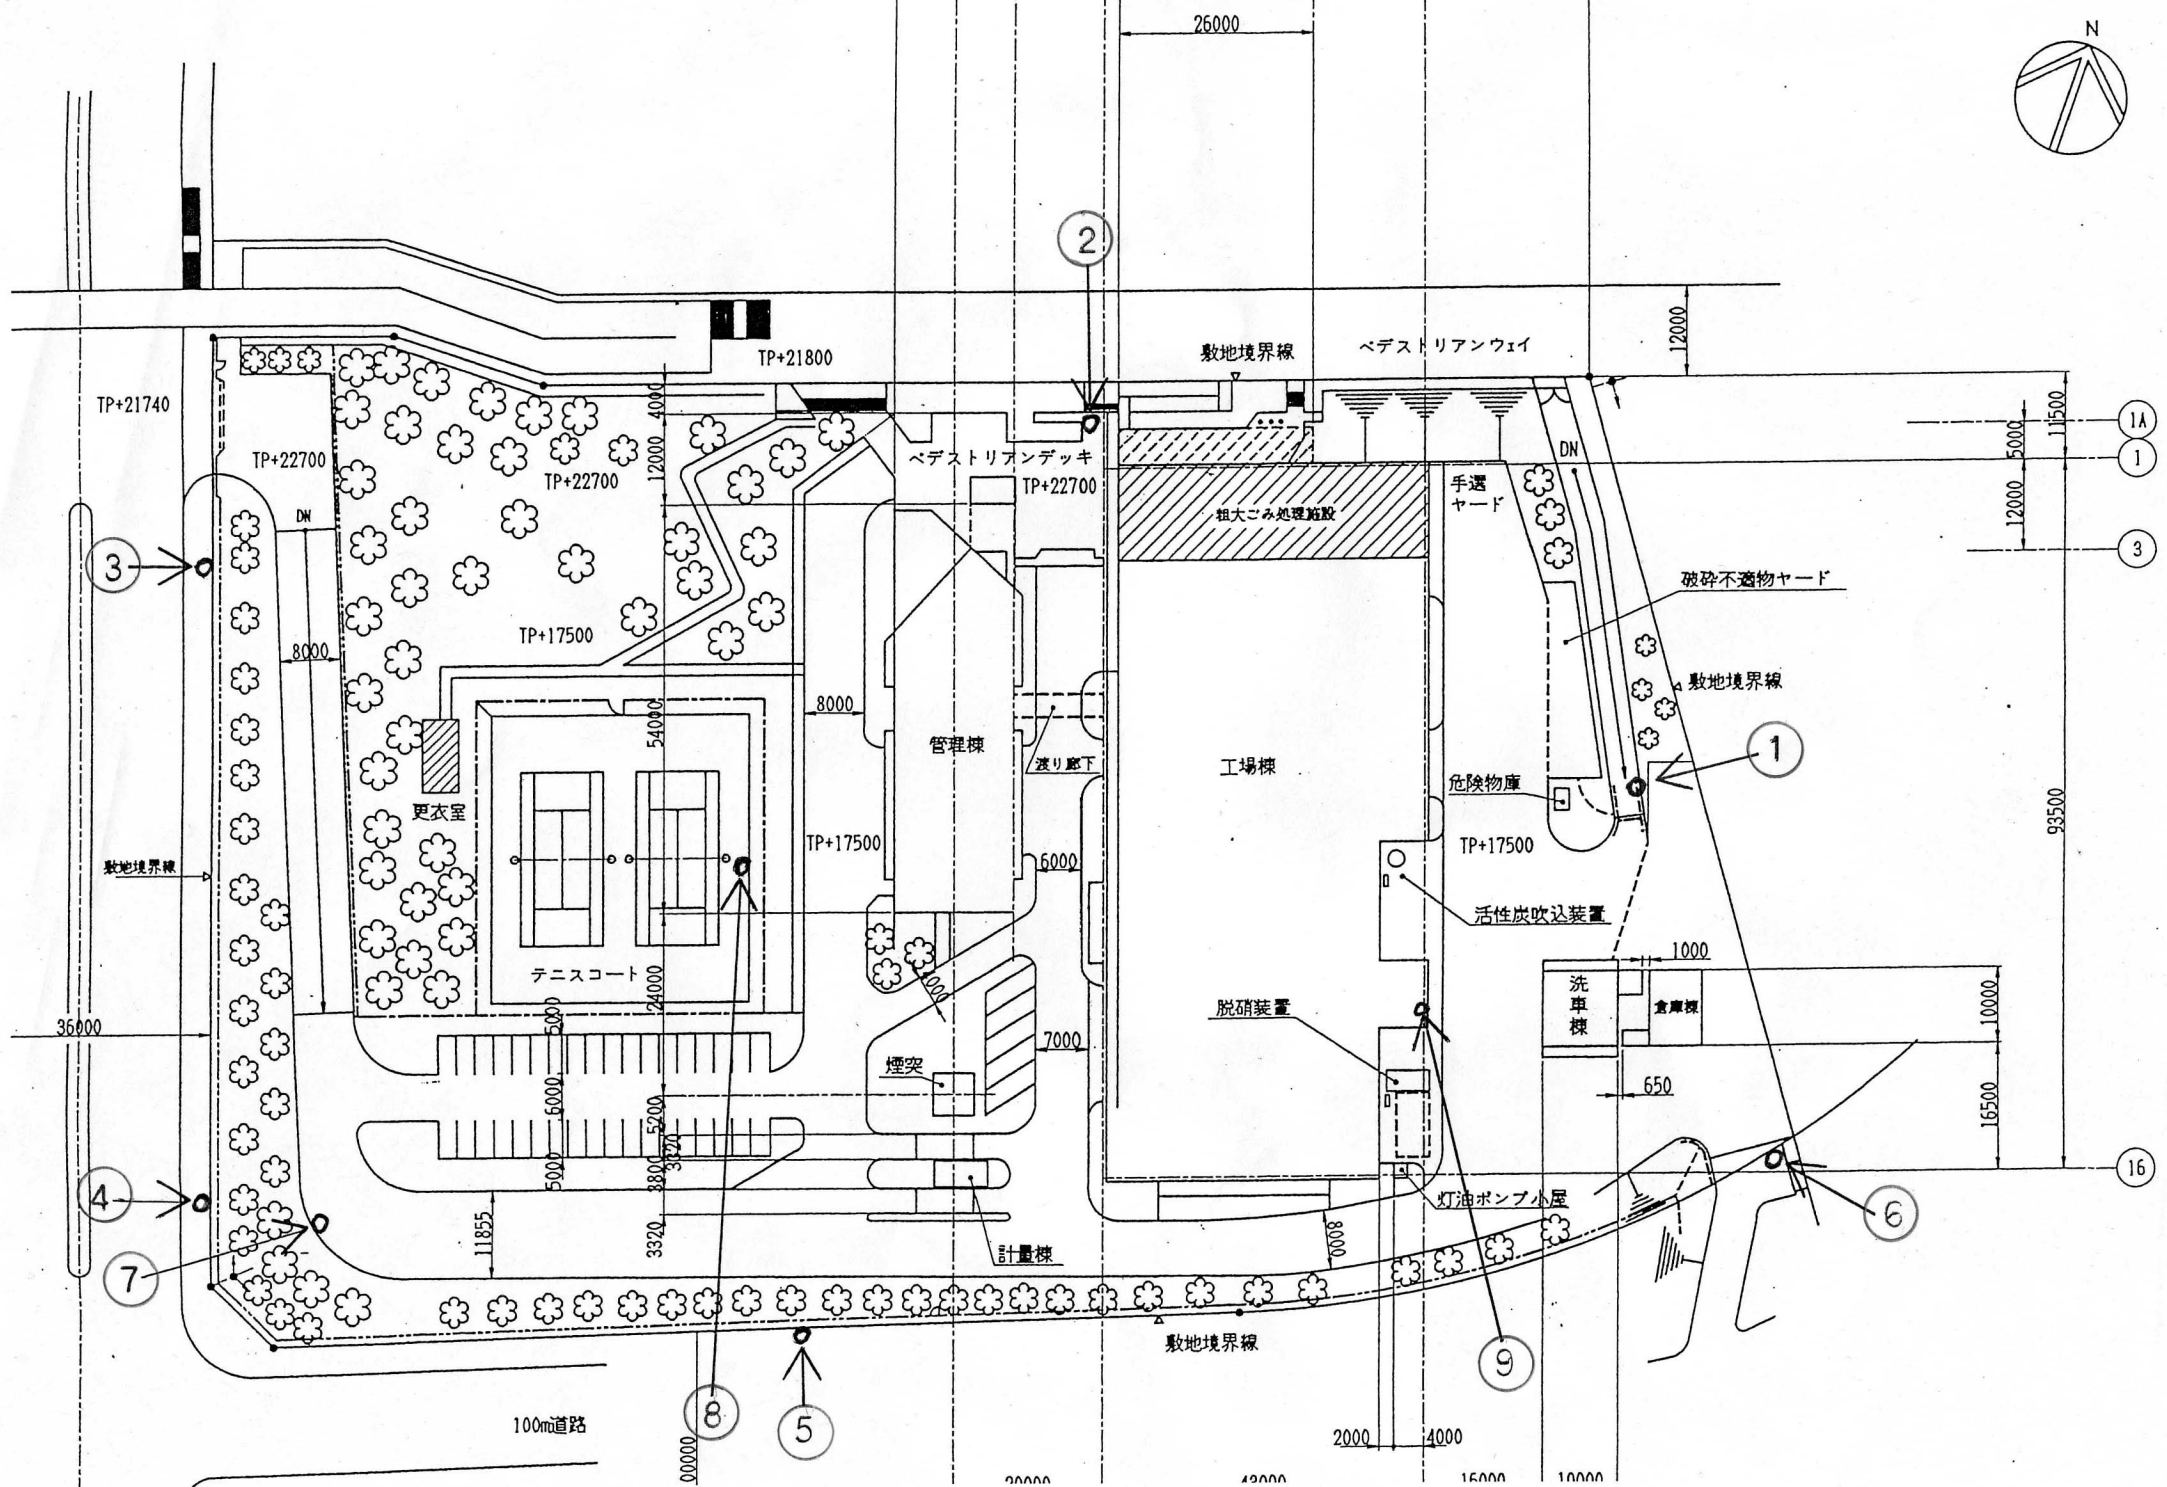 26000
N
2
12000
TP+21800
敷地境界線
ペデストリアンウェイ
TP+21740
4000
11500
1A
5000
1
TP+22700
TP+22700
12000
ペデストリアンデッキ
TP+22700
手選
ヤード
DN
12000
粗大ごみ処理施設
DN
3
3
破砕不適物ヤード
TP+17500
8000
敷地境界線
8000
54000
管理棟
渡り廊下
工場棟
1
危険物庫
更衣室
93500
TP+17500
6000
TP+17500
敷地境界線
活性炭吹込装置
テニスコート
1000
洗車棟
倉庫棟
10000
24000
5000
脱硝装置
36000
7000
煙突
6000
650
5200
3320
16500
5000
3800
16
4
灯油ポンプ小屋
6
11855
3320
8000
計量棟
7
敷地境界線
9
8
5
100m道路
2000
4000